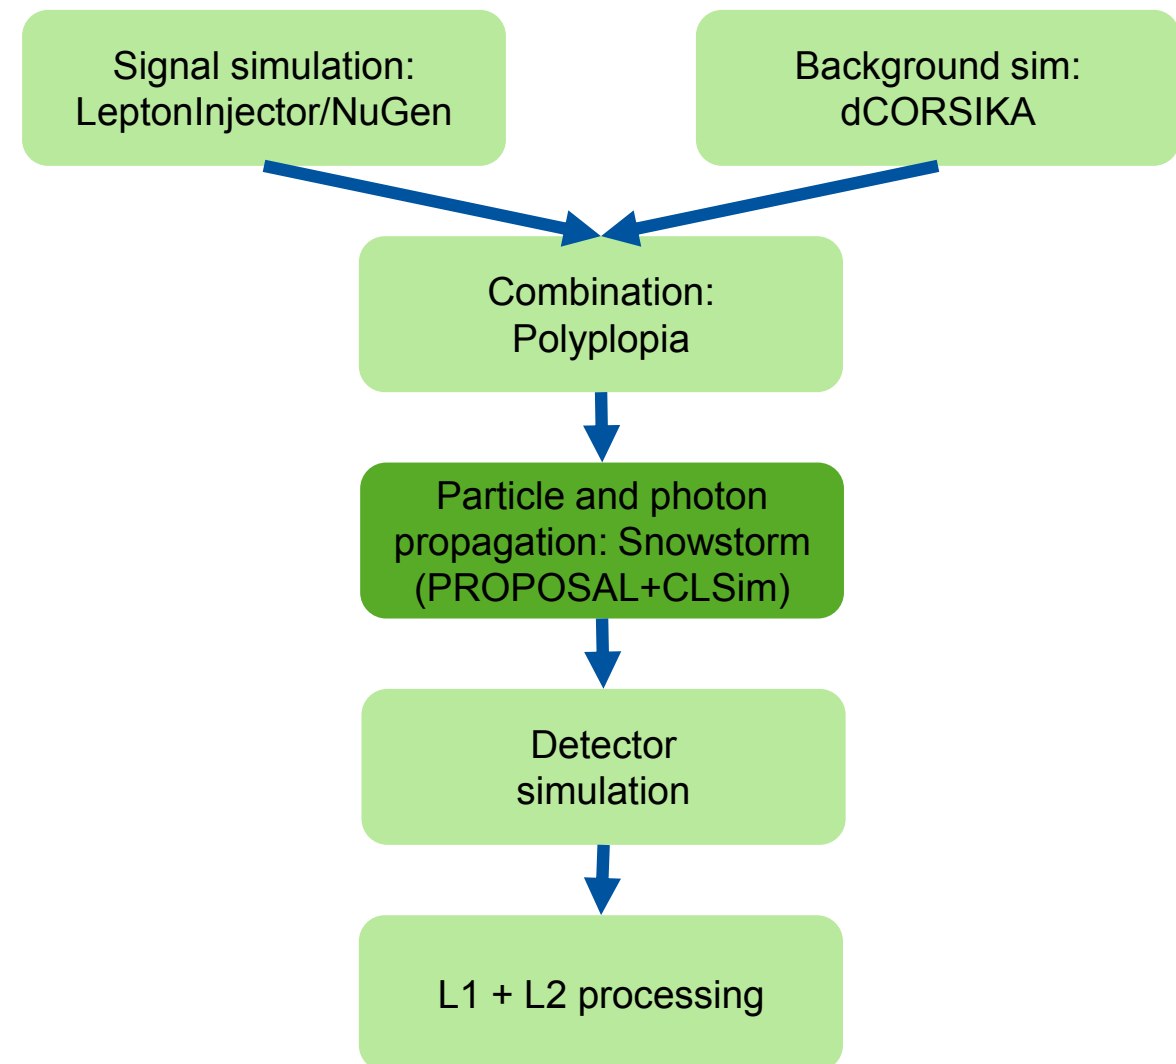 Signal simulation:
LeptonInjector/NuGen
Background sim:
dCORSIKA
Combination:
Polyplopia
Particle and photon
propagation: Snowstorm
(PROPOSAL+CLSim)
Detector
simulation
L1 + L2 processing